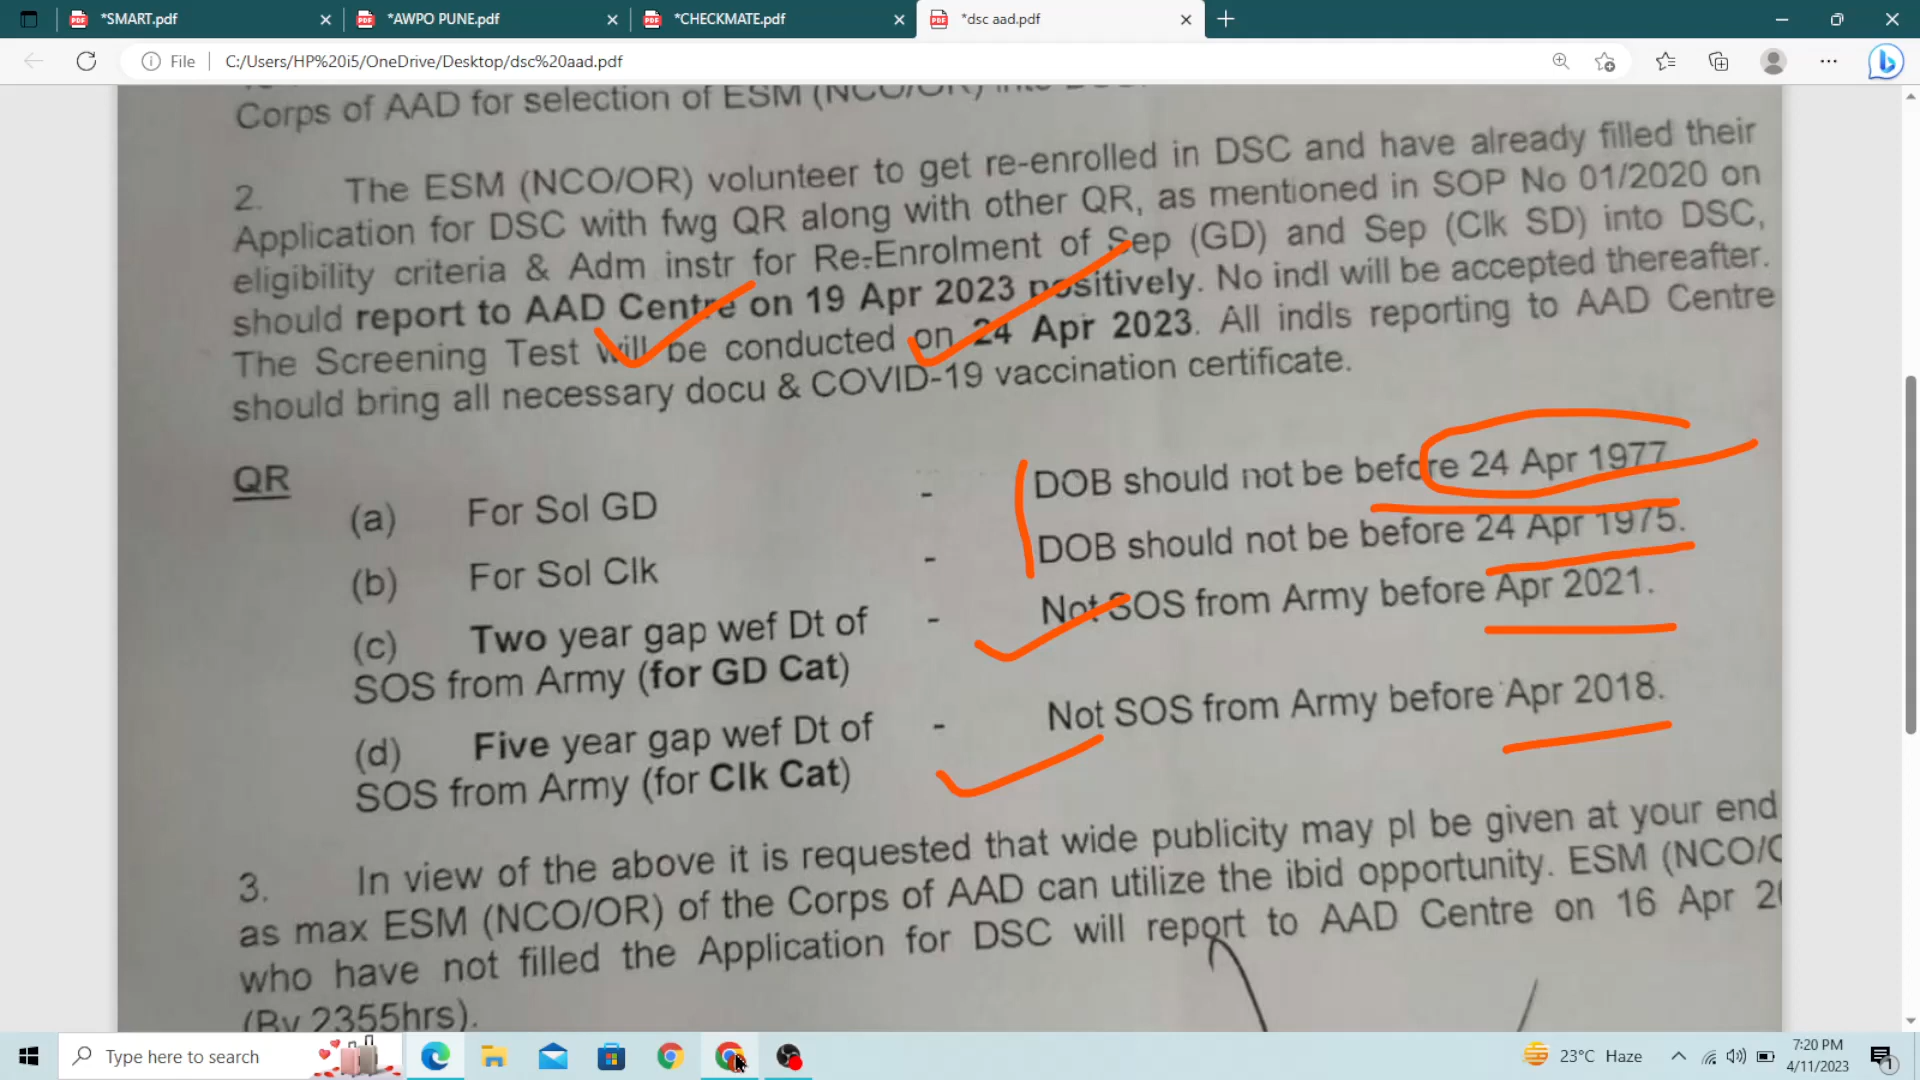 *SMART.pdf
*AWPO PUNE.pdf
*CHECKMATE.pdf
*dsc aad.pdf
File
C:/Users/HP%20i5/OneDrive/Desktop/dsc%20aad.pdf
Corps of AAD for selection of ESM (NCO/OR)
2. The ESM (NCO/OR) volunteer to get re-enrolled in DSC and have already filled their
Application for DSC with fwg QR along with other QR, as mentioned in SOP No 01/2020 on
eligibility criteria & Adm instr for Re-Enrolment of Sep (GD) and Sep (Clk SD) into DSC,
should report to AAD Centre on 19 Apr 2023 positively. No indl will be accepted thereafter.
The Screening Test will be conducted on 24 Apr 2023. All indls reporting to AAD Centre
should bring all necessary docu & COVID-19 vaccination certificate.
QR
(a) For Sol GD - DOB should not be before 24 Apr 1977
(b) For Sol Clk - DOB should not be before 24 Apr 1975.
(c) Two year gap wef Dt of - Not SOS from Army before Apr 2021.
SOS from Army (for GD Cat)
(d) Five year gap wef Dt of - Not SOS from Army before Apr 2018.
SOS from Army (for Clk Cat)
3. In view of the above it is requested that wide publicity may pl be given at your end
as max ESM (NCO/OR) of the Corps of AAD can utilize the ibid opportunity. ESM (NCO/
who have not filled the Application for DSC will report to AAD Centre on 16 Apr 2
(By 2355hrs).
Type here to search
23°C Haze
7:20 PM
4/11/2023
1